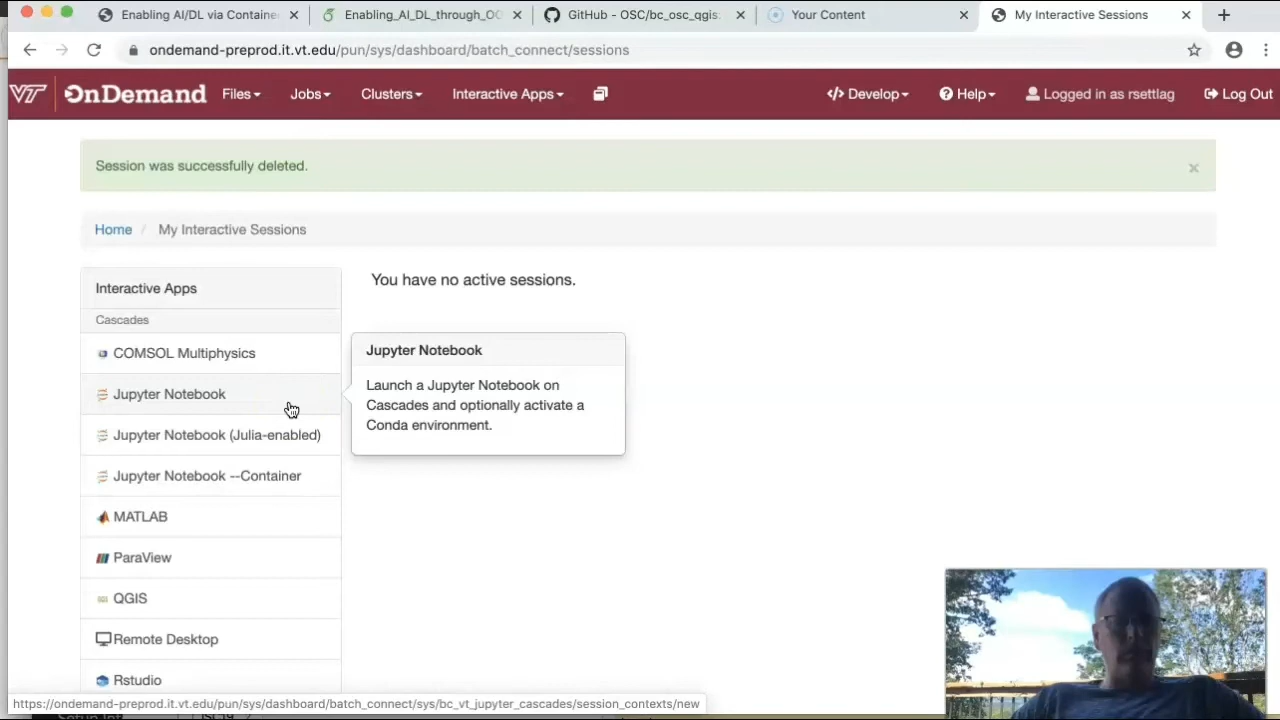 Enabling AI/DL via Containe
Enabling_AI_DL_through_OO
GitHub - OSC/bc_osc_qgis:
Your Content
My Interactive Sessions
ondemand-preprod.it.vt.edu/pun/sys/dashboard/batch_connect/sessions
VT OnDemand Files Jobs Clusters Interactive Apps </> Develop Help Logged in as rsettlag Log Out
Session was successfully deleted. ×
Home / My Interactive Sessions
Interactive Apps
Cascades
COMSOL Multiphysics
Jupyter Notebook
Jupyter Notebook (Julia-enabled)
Jupyter Notebook --Container
MATLAB
ParaView
QGIS
Remote Desktop
Rstudio
You have no active sessions.
Jupyter Notebook
Launch a Jupyter Notebook on
Cascades and optionally activate a
Conda environment.
https://ondemand-preprod.it.vt.edu/pun/sys/dashboard/batch_connect/sys/bc_vt_jupyter_cascades/session_contexts/new